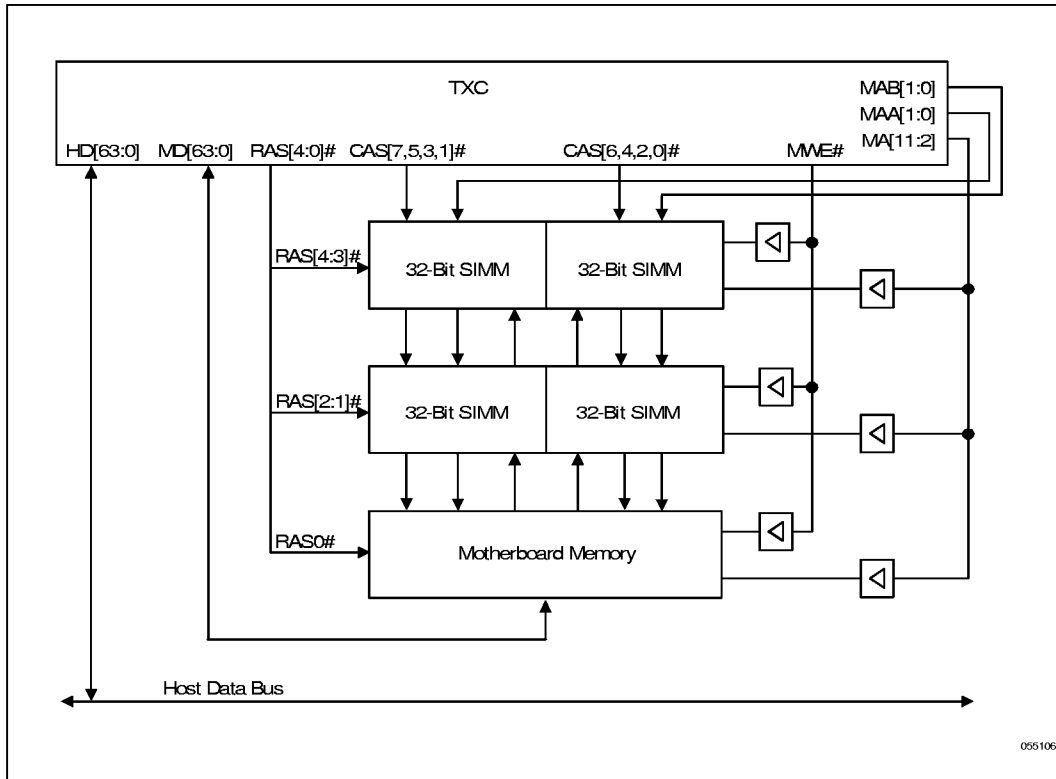 TXC
MAB[1:0]
MAA[1:0]
MA[11:2]
HD[63:0] MD[63:0] RAS[4:0]# CAS[7,5,3,1]# CAS[6,4,2,0]# MWE#
RAS[4:3]#
32-Bit SIMM 32-Bit SIMM
RAS[2:1]#
32-Bit SIMM 32-Bit SIMM
RAS0#
Motherboard Memory
Host Data Bus
055106